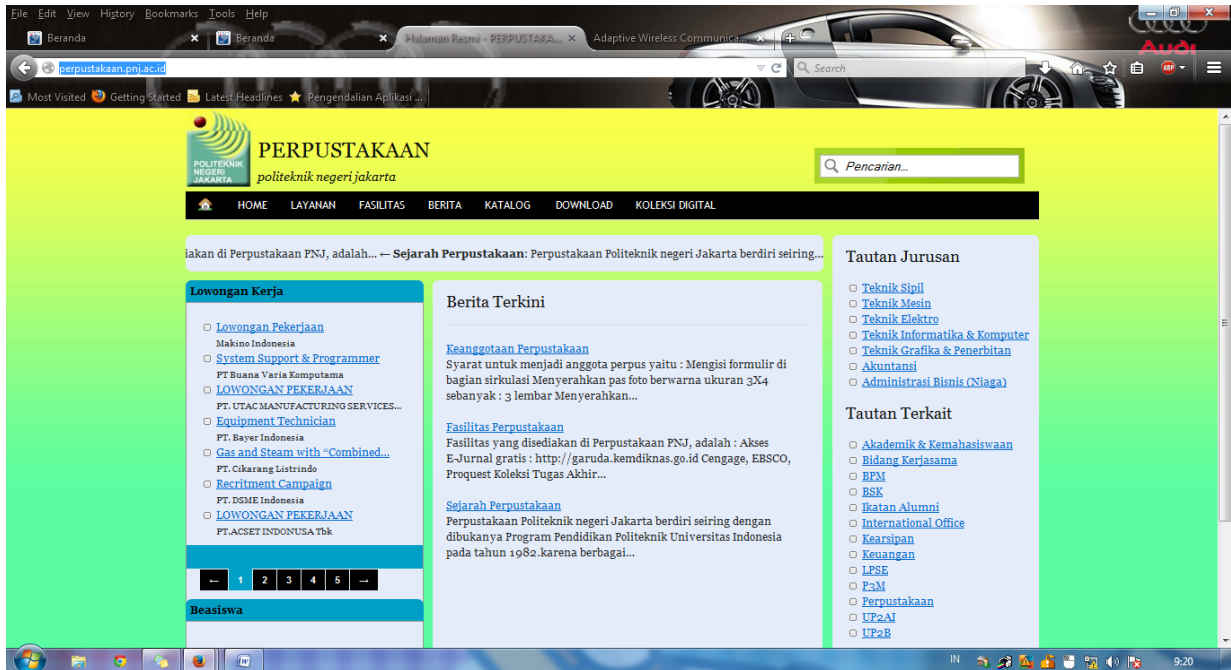 File Edit View History Bookmarks Tools Help
Beranda
Beranda
Halaman Resmi - PERPUSTAKA...
Adaptive Wireless Communica...
Audi
perpustakaan.pnj.ac.id
Search
ABP
Most Visited Getting Started Latest Headlines Pengendalian Aplikasi ...
POLITEKNIK
NEGERI
JAKARTA
PERPUSTAKAAN
politeknik negeri jakarta
Pencarian...
HOME LAYANAN FASILITAS BERITA KATALOG DOWNLOAD KOLEKSI DIGITAL
iakan di Perpustakaan PNJ, adalah... ← Sejarah Perpustakaan: Perpustakaan Politeknik negeri Jakarta berdiri seiring...
Lowongan Kerja
Lowongan Pekerjaan
Makino Indonesia
System Support & Programmer
PT Buana Varia Komputama
LOWONGAN PEKERJAAN
PT. UTAC MANUFACTURING SERVICES...
Equipment Technician
PT. Bayer Indonesia
Gas and Steam with “Combined...
PT. Cikarang Listrindo
Recritment Campaign
PT. DSME Indonesia
LOWONGAN PEKERJAAN
PT.ACSET INDONUSA Tbk
← 1 2 3 4 5 →
Beasiswa
Berita Terkini
Keanggotaan Perpustakaan
Syarat untuk menjadi anggota perpus yaitu : Mengisi formulir di
bagian sirkulasi Menyerahkan pas foto berwarna ukuran 3X4
sebanyak : 3 lembar Menyerahkan...
Fasilitas Perpustakaan
Fasilitas yang disediakan di Perpustakaan PNJ, adalah : Akses
E-Jurnal gratis : http://garuda.kemdiknas.go.id Cengage, EBSCO,
Proquest Koleksi Tugas Akhir...
Sejarah Perpustakaan
Perpustakaan Politeknik negeri Jakarta berdiri seiring dengan
dibukanya Program Pendidikan Politeknik Universitas Indonesia
pada tahun 1982.karena berbagai...
Tautan Jurusan
Teknik Sipil
Teknik Mesin
Teknik Elektro
Teknik Informatika & Komputer
Teknik Grafika & Penerbitan
Akuntansi
Administrasi Bisnis (Niaga)
Tautan Terkait
Akademik & Kemahasiswaan
Bidang Kerjasama
BPM
BSK
Ikatan Alumni
International Office
Kearsipan
Keuangan
LPSE
P3M
Perpustakaan
UP2AI
UP2B
IN
9:20